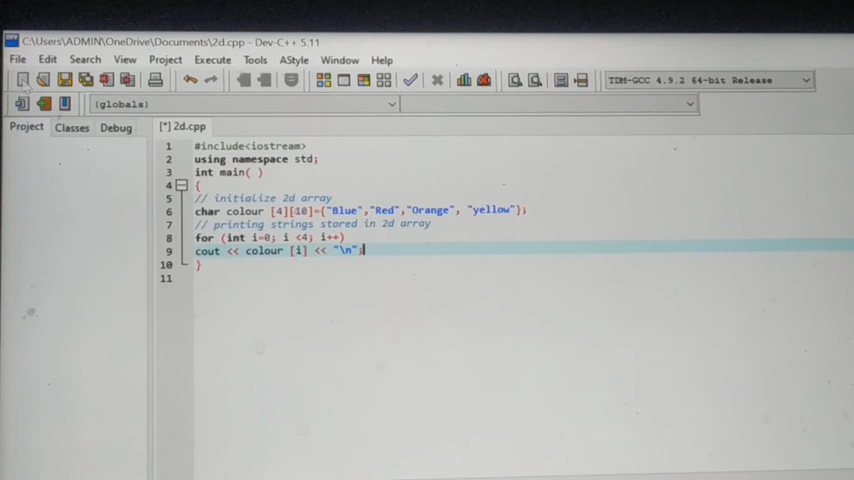 C:\Users\ADMIN\OneDrive\Documents\2d.cpp - Dev-C++ 5.11
File Edit Search View Project Execute Tools AStyle Window Help
TDM-GCC 4.9.2 64-bit Release
(globals)
Project Classes Debug [*] 2d.cpp
1 #include<iostream>
2 using namespace std;
3 int main( )
4 {
5 // initialize 2d array
6 char colour [4][10]={"Blue","Red","Orange", "yellow"};
7 // printing strings stored in 2d array
8 for (int i=0; i <4; i++)
9 cout << colour [i] << "\n";
10 }
11